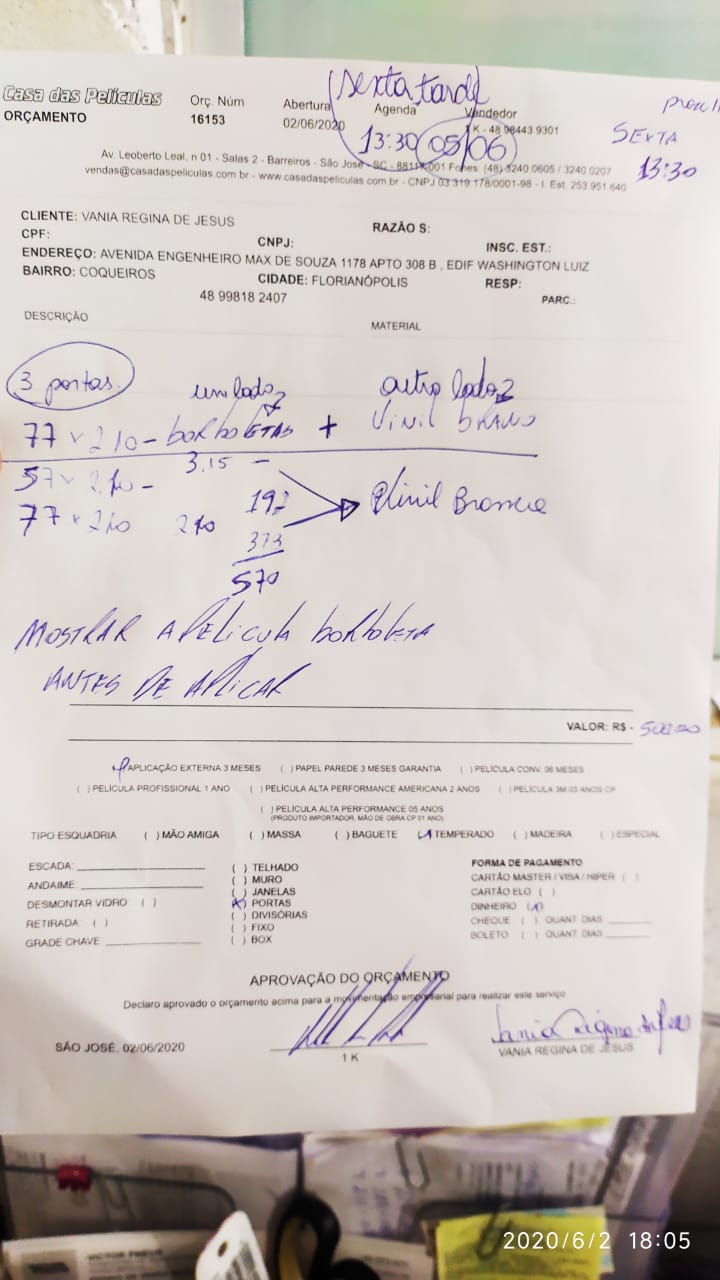 Casa das Películas
ORÇAMENTO
Orç. Núm
16153
Abertura
02/06/2020
Sexta tarde
Agenda
13:30 05/06
Vendedor
1 K - 48 98443 9301
SEXTA
13:30
Av. Leoberto Leal, n 01 - Salas 2 - Barreiros - São José - SC - 88117-001 Fones: (48) 3240 0605 / 3240 0207
vendas@casadaspeliculas.com.br - www.casadaspeliculas.com.br - CNPJ 03.319.178/0001-98 - I. Est. 253.951.640
CLIENTE: VANIA REGINA DE JESUS
RAZÃO S:
CPF:
CNPJ:
INSC. EST.:
ENDEREÇO: AVENIDA ENGENHEIRO MAX DE SOUZA 1178 APTO 308 B , EDIF WASHINGTON LUIZ
BAIRRO: COQUEIROS
CIDADE: FLORIANÓPOLIS
RESP:
48 99818 2407
PARC.:
DESCRIÇÃO
MATERIAL
3 portas. um lado outro lado
77 x 210 - borboletas + Vinil
57 x 210 - 3.15 -
192 Vinil Branco
77 x 210 210
373
570
MOSTRAR A PELICULA borboleta
ANTES DE APLICAR
VALOR: R$ - 500,00
APLICAÇÃO EXTERNA 3 MESES ( ) PAPEL PAREDE 3 MESES GARANTIA ( ) PELÍCULA CONV. 06 MESES
( ) PELÍCULA PROFISSIONAL 1 ANO ( ) PELÍCULA ALTA PERFORMANCE AMERICANA 2 ANOS ( ) PELÍCULA 3M 03 ANOS CP
( ) PELÍCULA ALTA PERFORMANCE 05 ANOS
(PRODUTO IMPORTADOR, MÃO DE OBRA CP 01 ANO)
TIPO ESQUADRIA ( ) MÃO AMIGA ( ) MASSA ( ) BAGUETE ( ) TEMPERADO ( ) MADEIRA ( ) ESPECIAL
ESCADA:
ANDAIME:
DESMONTAR VIDRO ( )
RETIRADA: ( )
GRADE CHAVE
( ) TELHADO
( ) MURO
( ) JANELAS
(x) PORTAS
( ) DIVISÓRIAS
( ) FIXO
( ) BOX
FORMA DE PAGAMENTO
CARTÃO MASTER / VISA / HIPER ( )
CARTÃO ELO ( )
DINHEIRO ( )
CHEQUE ( ) QUANT DIAS
BOLETO ( ) QUANT DIAS
APROVAÇÃO DO ORÇAMENTO
Declaro aprovado o orçamento acima para a movimentação empresarial para realizar este serviço
SÃO JOSÉ, 02/06/2020
1 K
Vania Regina de Jesus
VANIA REGINA DE JESUS
2020/6/2 18:05